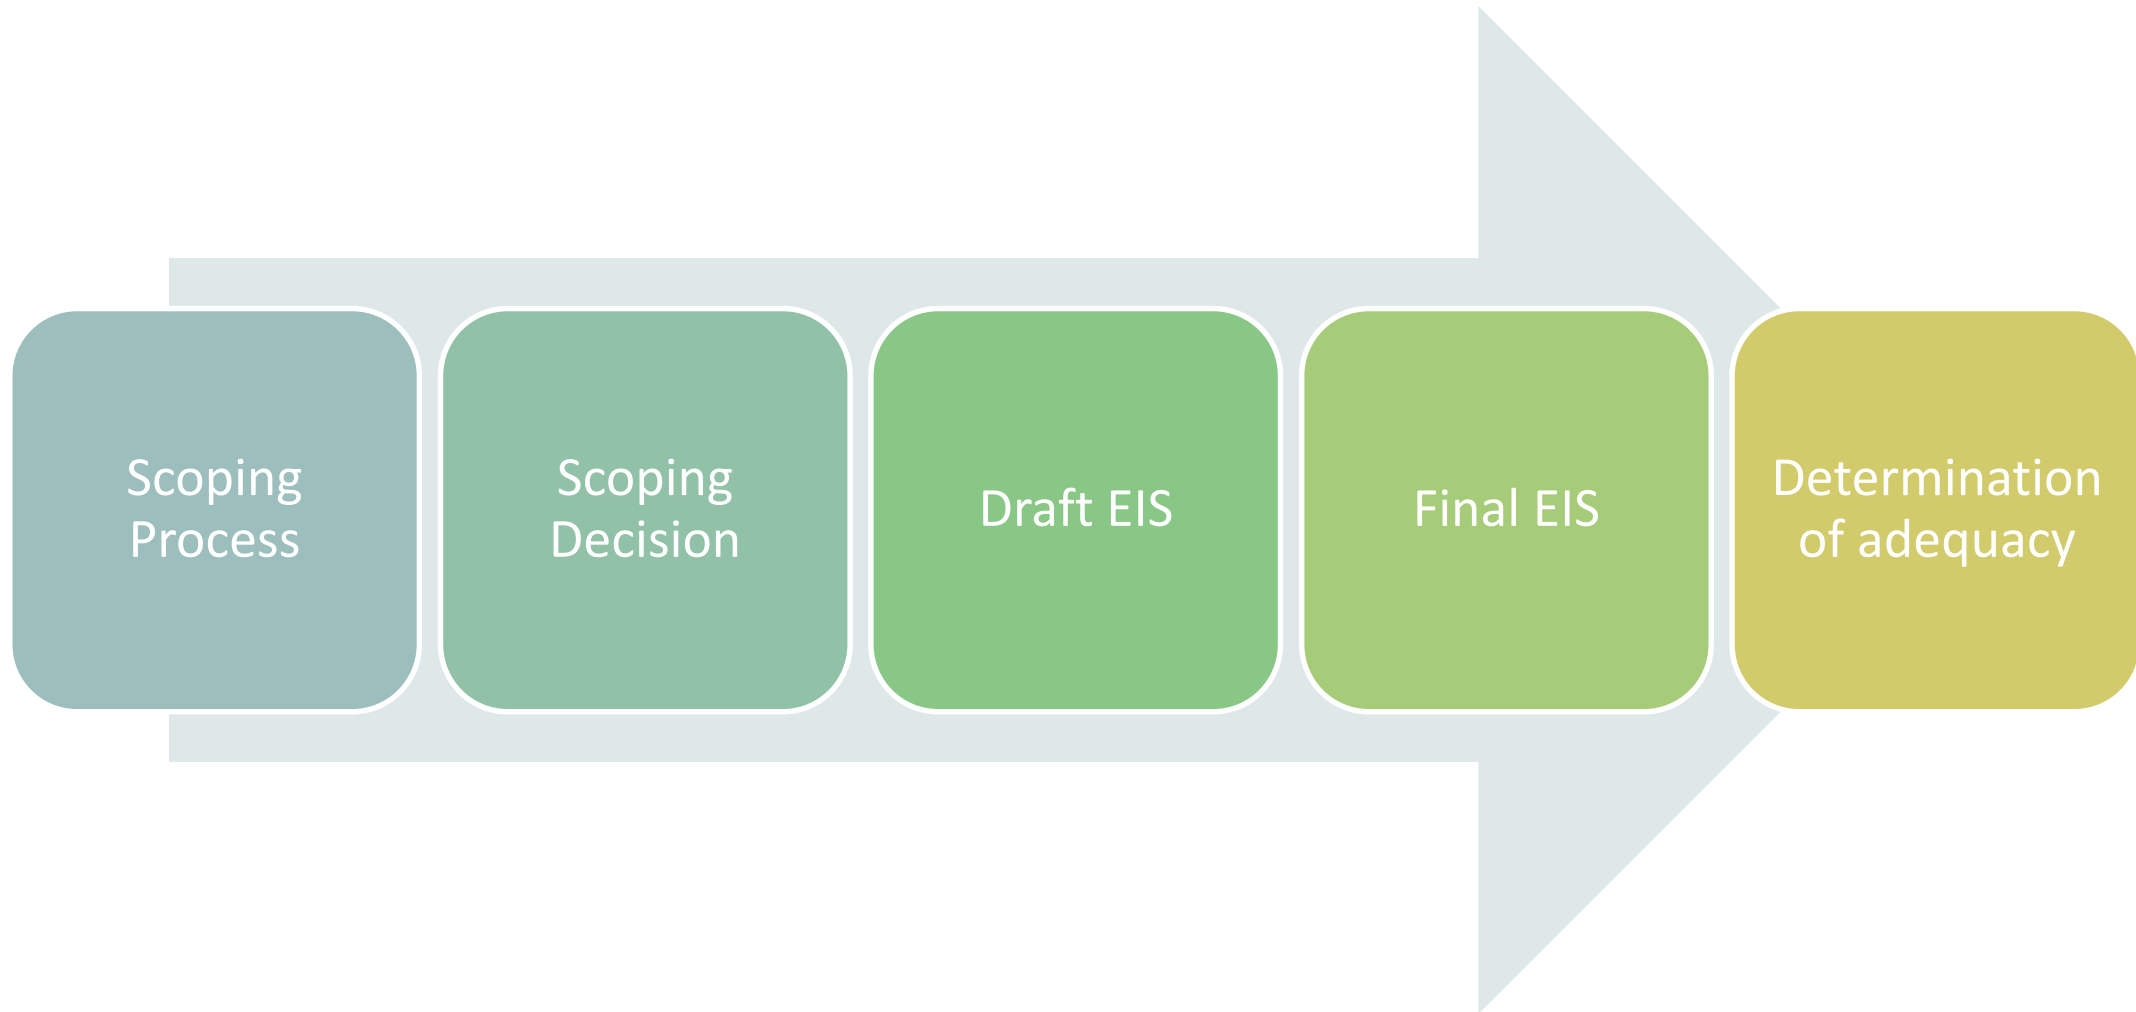 Scoping
Process
Scoping
Decision
Draft EIS
Final EIS
Determination
of adequacy